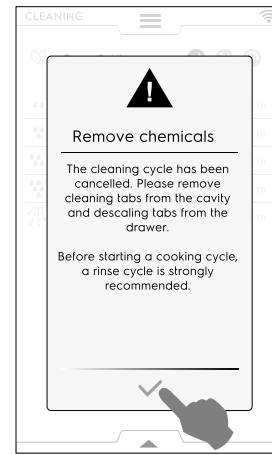 CLEANING
Remove chemicals
The cleaning cycle has been
cancelled. Please remove
cleaning tabs from the cavity
and descaling tabs from the
drawer.
Before starting a cooking cycle,
a rinse cycle is strongly
recommended.